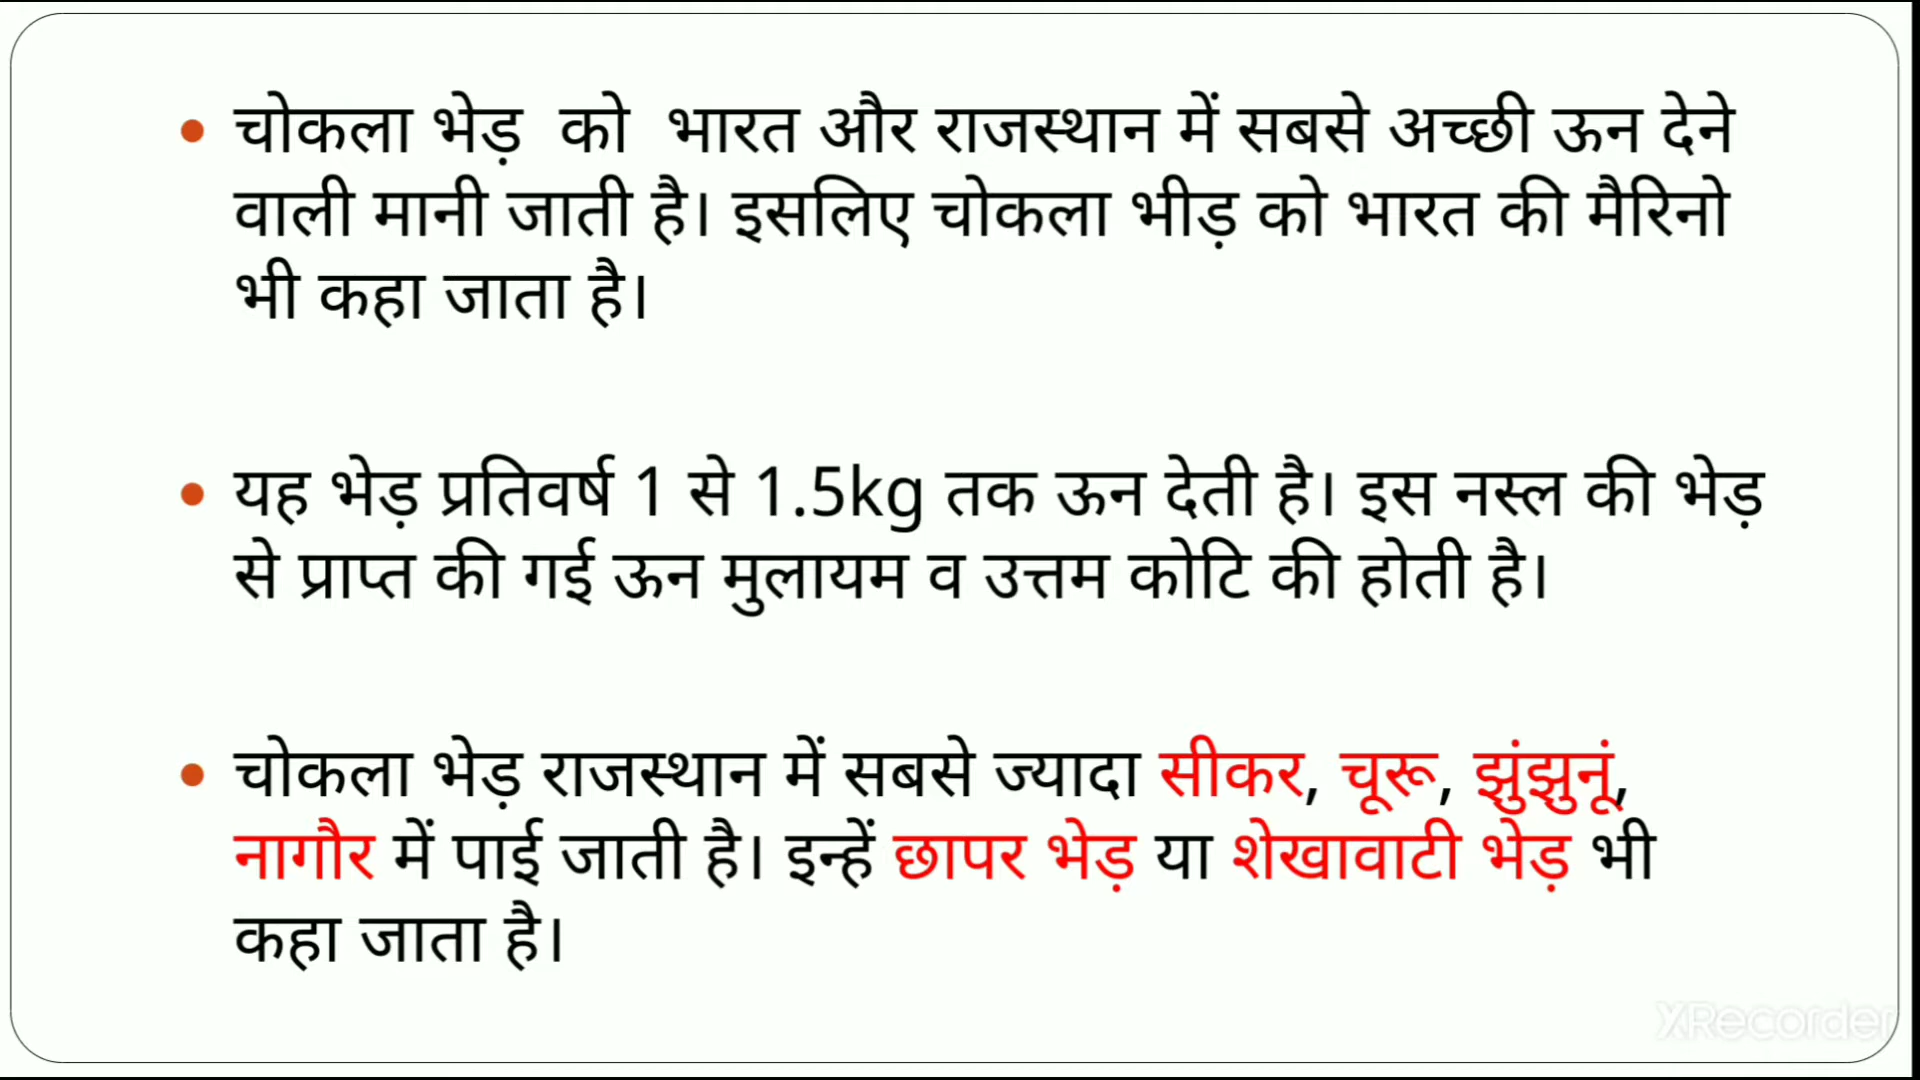 चोकला भेड़ को भारत और राजस्थान में सबसे अच्छी ऊन देने
वाली मानी जाती है। इसलिए चोकला भीड़ को भारत की मैरिनो
भी कहा जाता है।
यह भेड़ प्रतिवर्ष 1 से 1.5kg तक ऊन देती है। इस नस्ल की भेड़
से प्राप्त की गई ऊन मुलायम व उत्तम कोटि की होती है।
चोकला भेड़ राजस्थान में सबसे ज्यादा सीकर, चूरू, झुंझुनूं,
नागौर में पाई जाती है। इन्हें छापर भेड़ या शेखावाटी भेड़ भी
कहा जाता है।
XRecorder